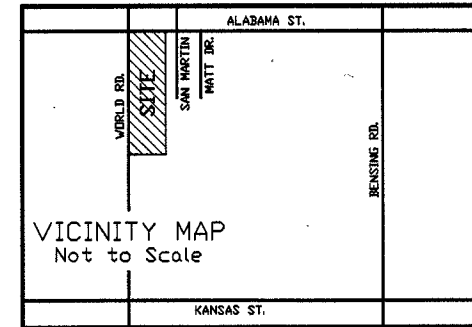 ALABAMA ST.
WORLD RD.
SITE
SAN MARTIN
MATT DR.
BENSING RD.
VICINITY MAP
Not to Scale
KANSAS ST.